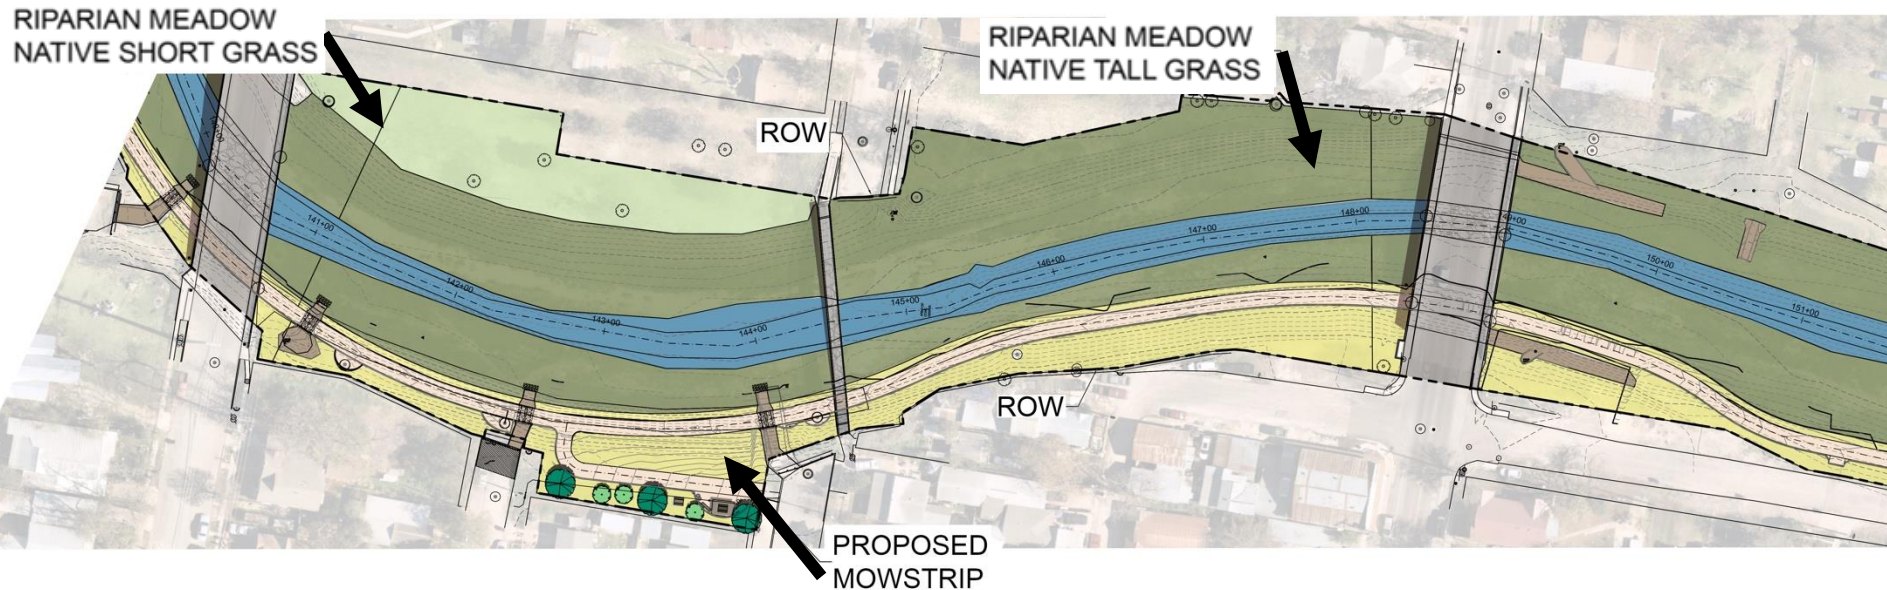 RIPARIAN MEADOW
NATIVE SHORT GRASS
RIPARIAN MEADOW
NATIVE TALL GRASS
ROW
141+00
142+00
143+00
144+00
145+00
146+00
147+00
148+00
150+00
151+00
ROW
PROPOSED
MOWSTRIP